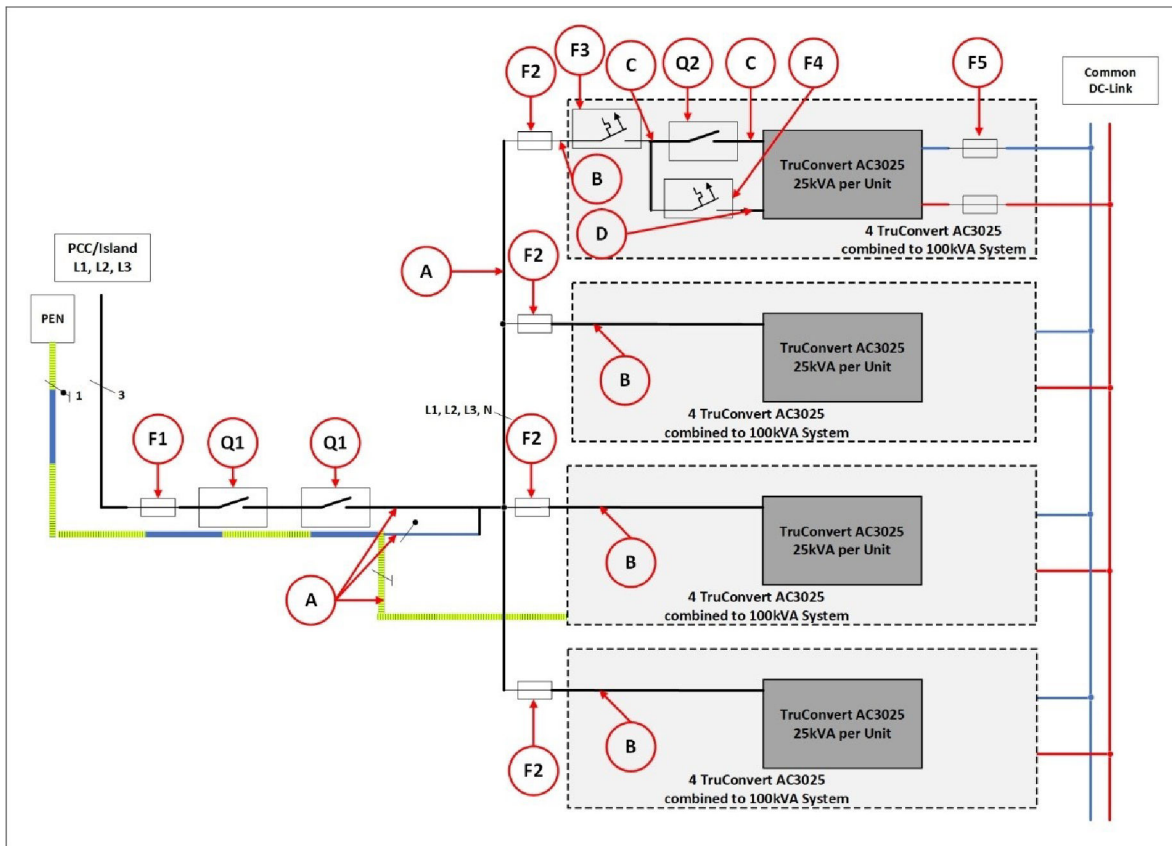 F3
C
Q2
C
F4
F5
F2
Common
DC-Link
TruConvert AC3025
25kVA per Unit
B
D
4 TruConvert AC3025
combined to 100kVA System
PCC/Island
L1, L2, L3
A
F2
PEN
TruConvert AC3025
25kVA per Unit
B
1
3
4 TruConvert AC3025
combined to 100kVA System
L1, L2, L3, N
F1
Q1
Q1
F2
TruConvert AC3025
25kVA per Unit
B
A
4 TruConvert AC3025
combined to 100kVA System
TruConvert AC3025
25kVA per Unit
B
F2
4 TruConvert AC3025
combined to 100kVA System